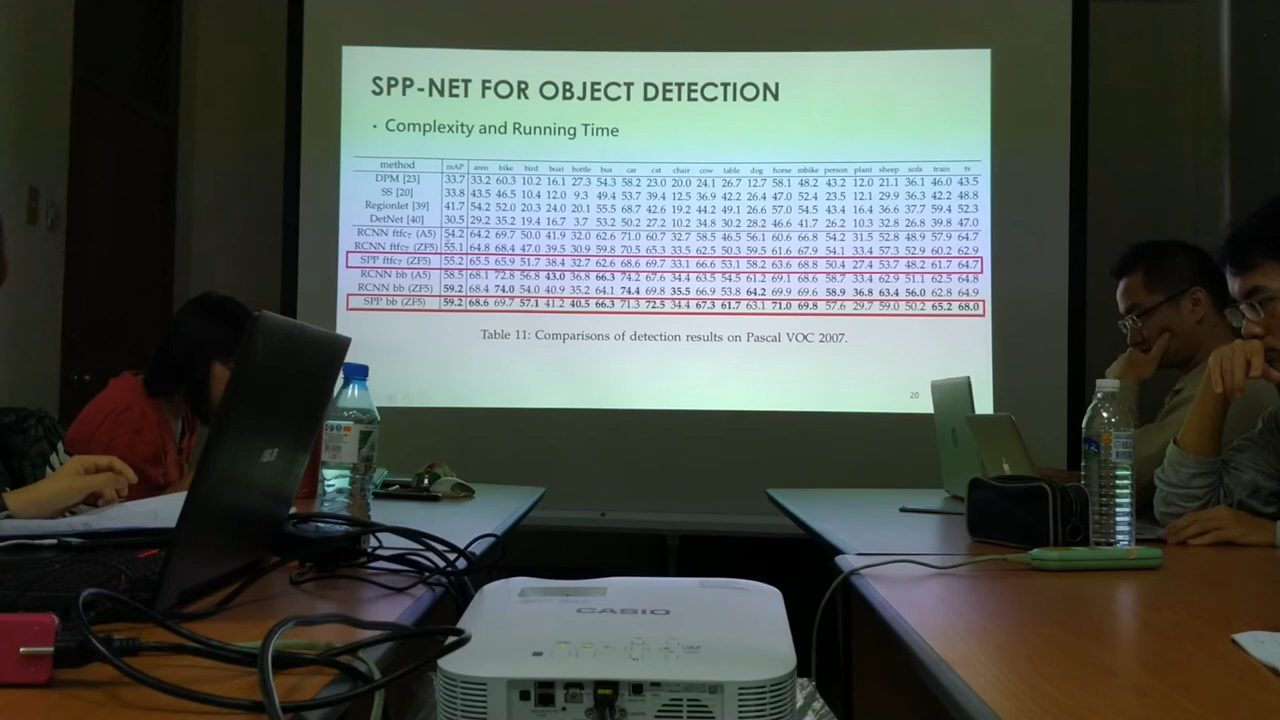 SPP-NET FOR OBJECT DETECTION
• Complexity and Running Time
method mAP areo bike bird boat bottle bus car cat chair cow table dog horse mbike person plant sheep sofa train tv
DPM [23] 33.7 33.2 60.3 10.2 16.1 27.3 54.3 58.2 23.0 20.0 24.1 26.7 12.7 58.1 48.2 43.2 12.0 21.1 36.1 46.0 43.5
SS [20] 33.8 43.5 46.5 10.4 12.0 9.3 49.4 53.7 39.4 12.5 36.9 42.2 26.4 47.0 52.4 23.5 12.1 29.9 36.3 42.2 48.8
Regionlet [39] 41.7 54.2 52.0 20.3 24.0 20.1 55.5 68.7 42.6 19.2 44.2 49.1 26.6 57.0 54.5 43.4 16.4 36.6 37.7 59.4 52.3
DetNet [40] 30.5 29.2 35.2 19.4 16.7 3.7 53.2 50.2 27.2 10.2 34.8 30.2 28.2 46.6 41.7 26.2 10.3 32.8 26.8 39.8 47.0
RCNN ftfc7 (A5) 54.2 64.2 69.7 50.0 41.9 32.0 62.6 71.0 60.7 32.7 58.5 46.5 56.1 60.6 66.8 54.2 31.5 52.8 48.9 57.9 64.7
RCNN ftfc7 (ZF5) 55.1 64.8 68.4 47.0 39.5 30.9 59.8 70.5 65.3 33.5 62.5 50.3 59.5 61.6 67.9 54.1 33.4 57.3 52.9 60.2 62.9
SPP ftfc7 (ZF5) 55.2 65.5 65.9 51.7 38.4 32.7 62.6 68.6 69.7 33.1 66.6 53.1 58.2 63.6 68.8 50.4 27.4 53.7 48.2 61.7 64.7
RCNN bb (A5) 58.5 68.1 72.8 56.8 43.0 36.8 66.3 74.2 67.6 34.4 63.5 54.5 61.2 69.1 68.6 58.7 33.4 62.9 51.1 62.5 64.8
RCNN bb (ZF5) 59.2 68.4 74.0 54.0 40.9 35.2 64.1 74.4 69.8 35.5 66.9 53.8 64.2 69.9 69.6 58.9 36.8 63.4 56.0 62.8 64.9
SPP bb (ZF5) 59.2 68.6 69.7 57.1 41.2 40.5 66.3 71.3 72.5 34.4 67.3 61.7 63.1 71.0 69.8 57.6 29.7 59.0 50.2 65.2 68.0
Table 11: Comparisons of detection results on Pascal VOC 2007.
20
CASIO